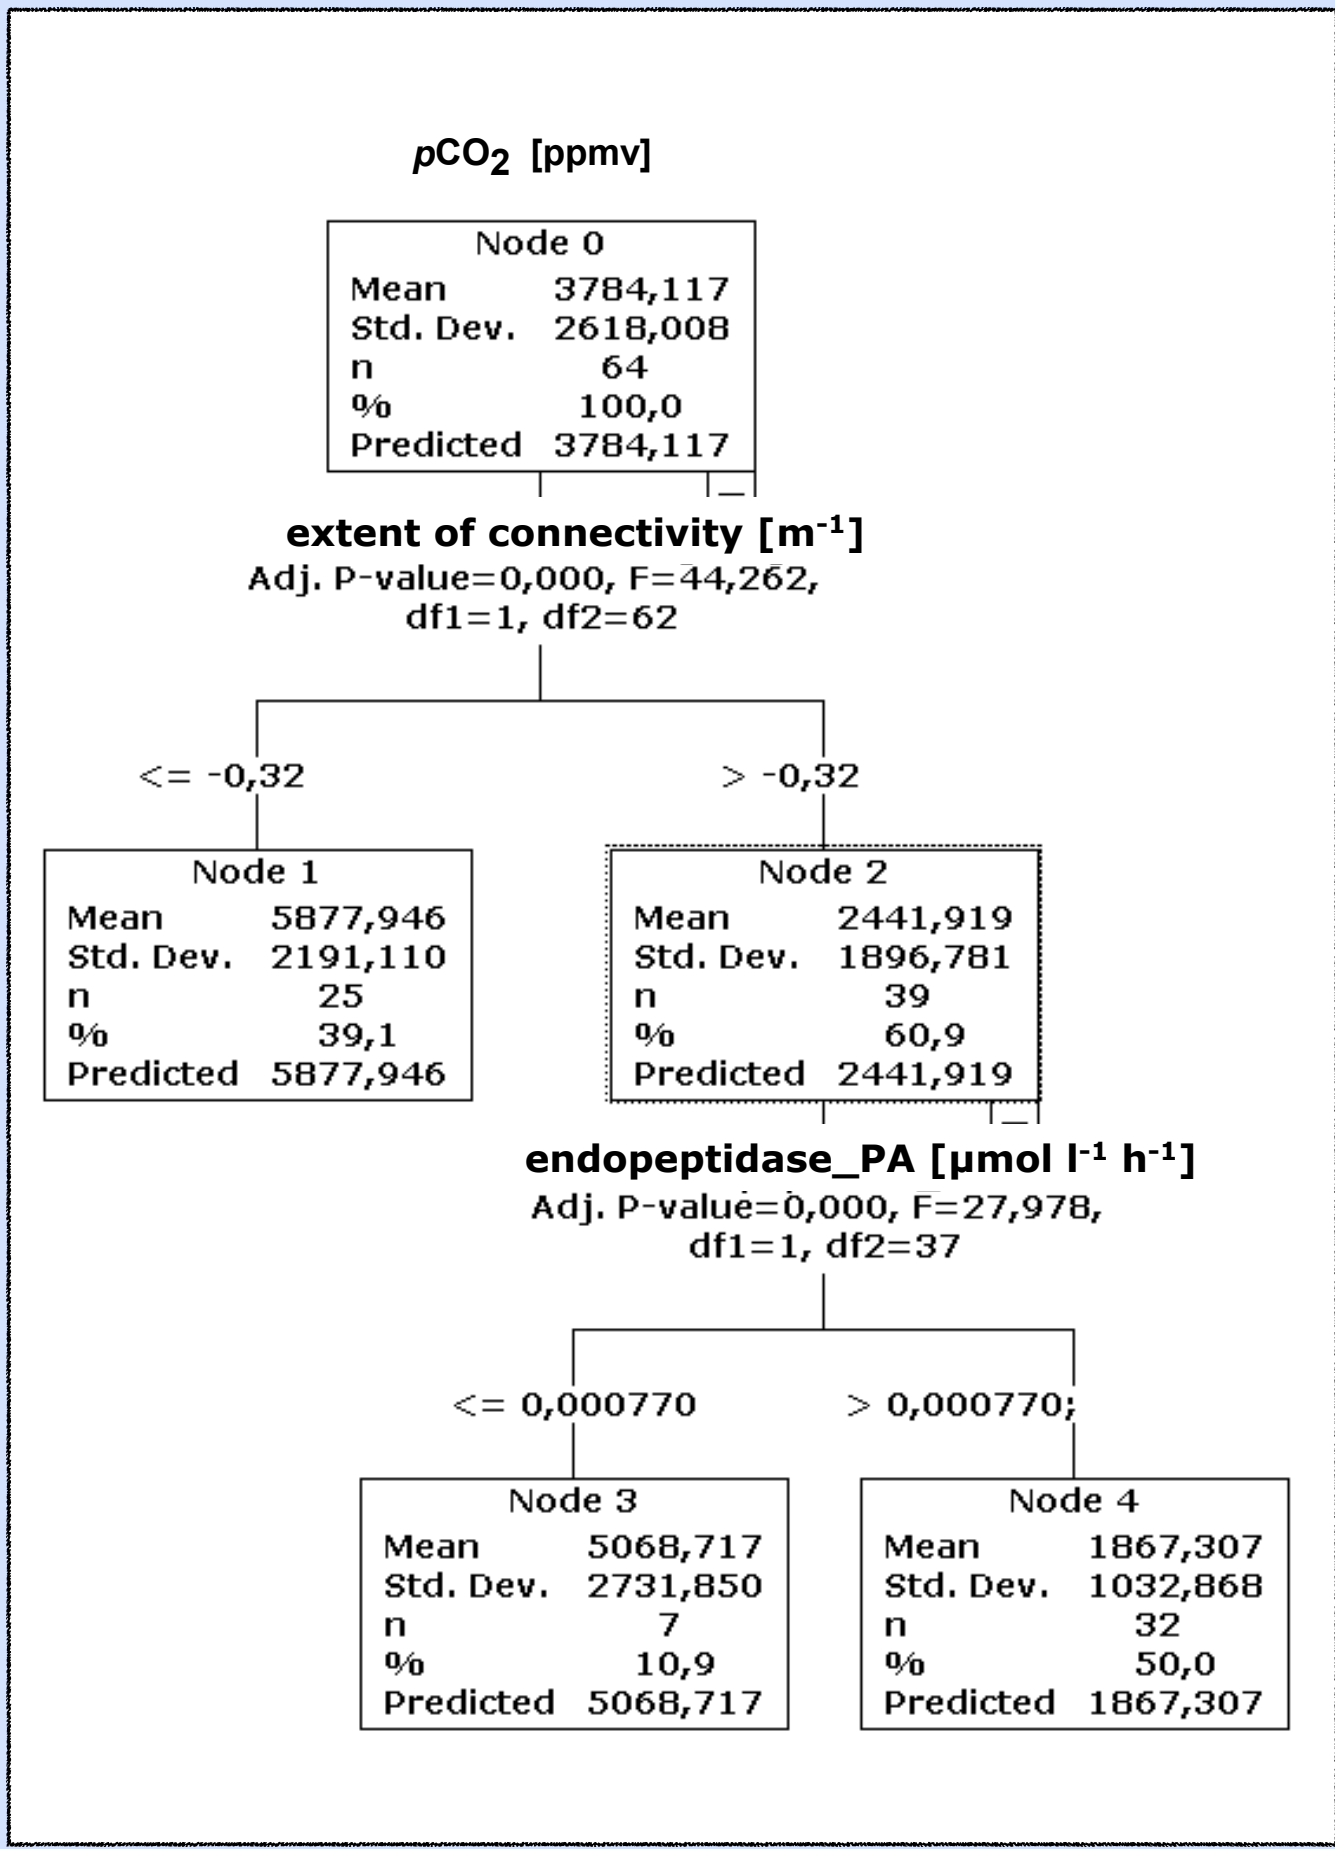 pCO2 [ppmv]
Node 0
Mean 3784,117
Std. Dev. 2618,008
n 64
% 100,0
Predicted 3784,117
extent of connectivity [m-1]
Adj. P-value=0,000, F=44,262,
df1=1, df2=62
<= -0,32
> -0,32
Node 1
Mean 5877,946
Std. Dev. 2191,110
n 25
% 39,1
Predicted 5877,946
Node 2
Mean 2441,919
Std. Dev. 1896,781
n 39
% 60,9
Predicted 2441,919
endopeptidase_PA [µmol l-1 h-1]
Adj. P-value=0,000, F=27,978,
df1=1, df2=37
<= 0,000770
> 0,000770;
Node 3
Mean 5068,717
Std. Dev. 2731,850
n 7
% 10,9
Predicted 5068,717
Node 4
Mean 1867,307
Std. Dev. 1032,868
n 32
% 50,0
Predicted 1867,307